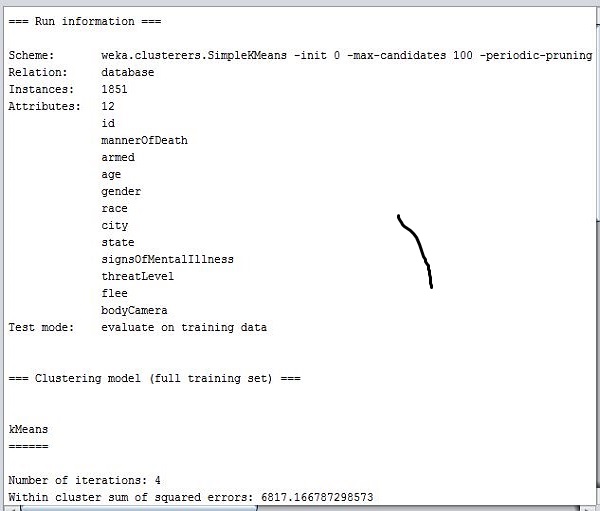 === Run information ===
Scheme: weka.clusterers.SimpleKMeans -init 0 -max-candidates 100 -periodic-pruning
Relation: database
Instances: 1851
Attributes: 12
id
mannerOfDeath
armed
age
gender
race
city
state
signsOfMentalIllness
threatLevel
flee
bodyCamera
Test mode: evaluate on training data
=== Clustering model (full training set) ===
kMeans
======
Number of iterations: 4
Within cluster sum of squared errors: 6817.166787298573